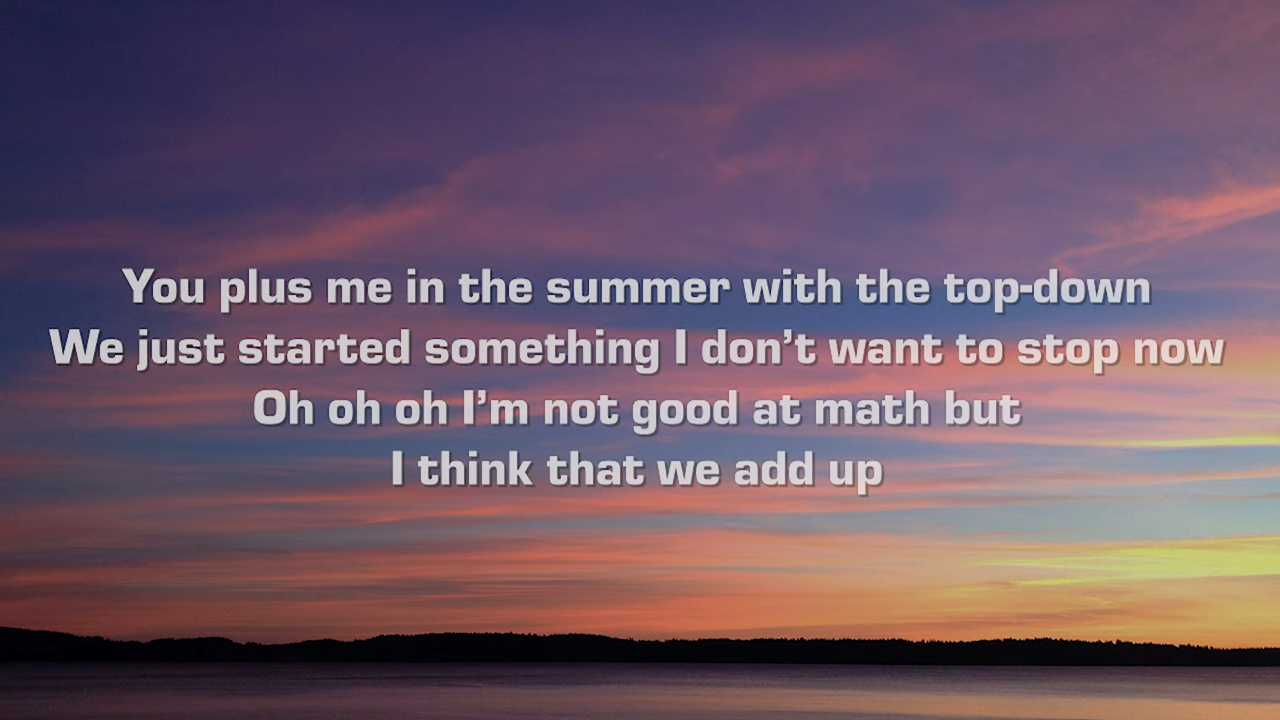 You plus me in the summer with the top-down
We just started something I don’t want to stop now
Oh oh oh I’m not good at math but
I think that we add up